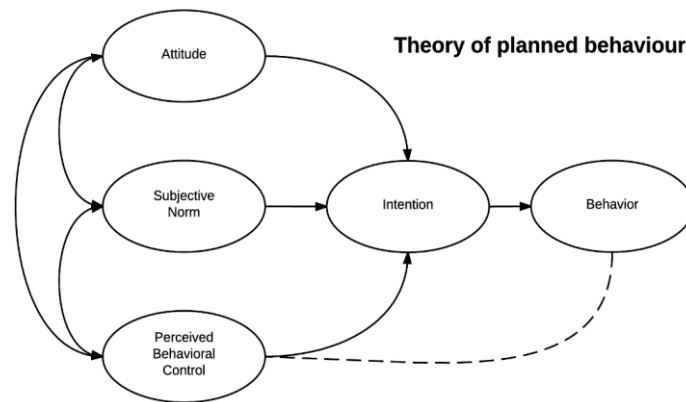 Theory of planned behaviour
Attitude
Subjective
Norm
Intention
Behavior
Perceived
Behavioral
Control